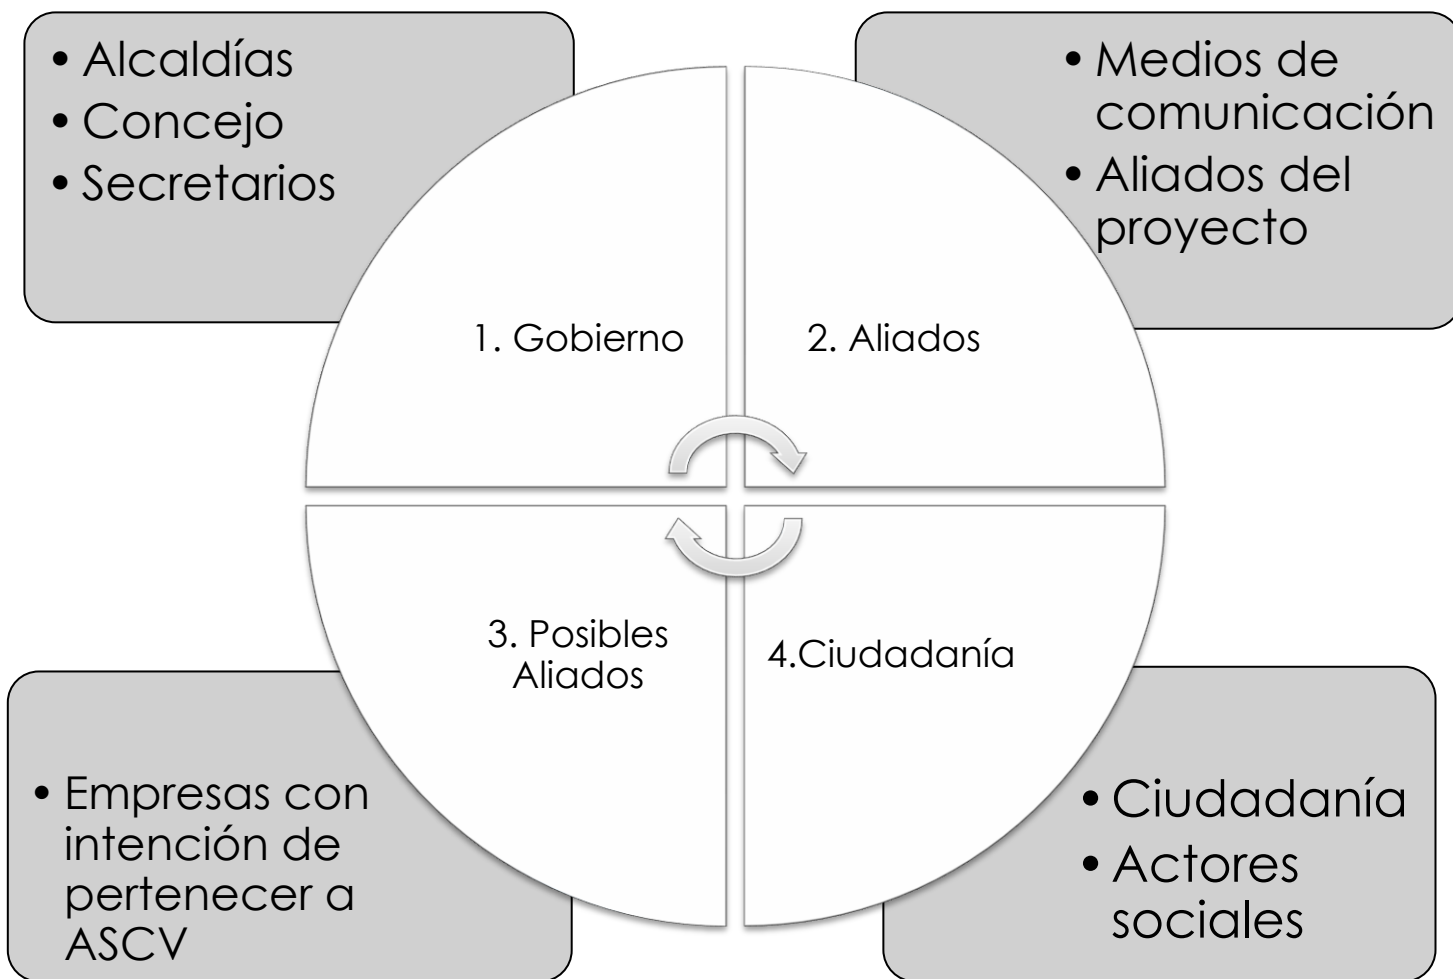 • Alcaldías
• Concejo
• Secretarios
• Medios de
comunicación
• Aliados del
proyecto
1. Gobierno
2. Aliados
3. Posibles
Aliados
4.Ciudadanía
• Empresas con
intención de
pertenecer a
ASCV
• Ciudadanía
• Actores
sociales